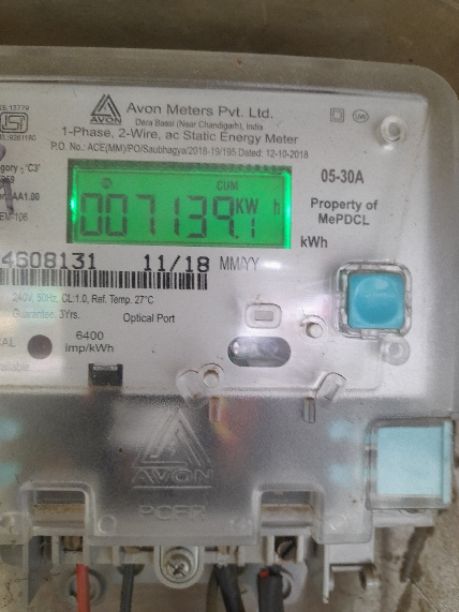 AVON Avon Meters Pvt. Ltd.
Dera Bassi (Near Chandigarh), India
1-Phase, 2-Wire, ac Static Energy Meter
P.O. No.: ACE(MM)/PO/Saubhagya/2018-19/195 Dated: 12-10-2018
05-30A
CUM
007139.1 KW h
kWh
Property of
MePDCL
4608131 11/18 MM/YY
240V, 50Hz, CL:1.0, Ref. Temp. 27°C
Guarantee, 3Yrs. Optical Port
6400
imp/kWh
AVON